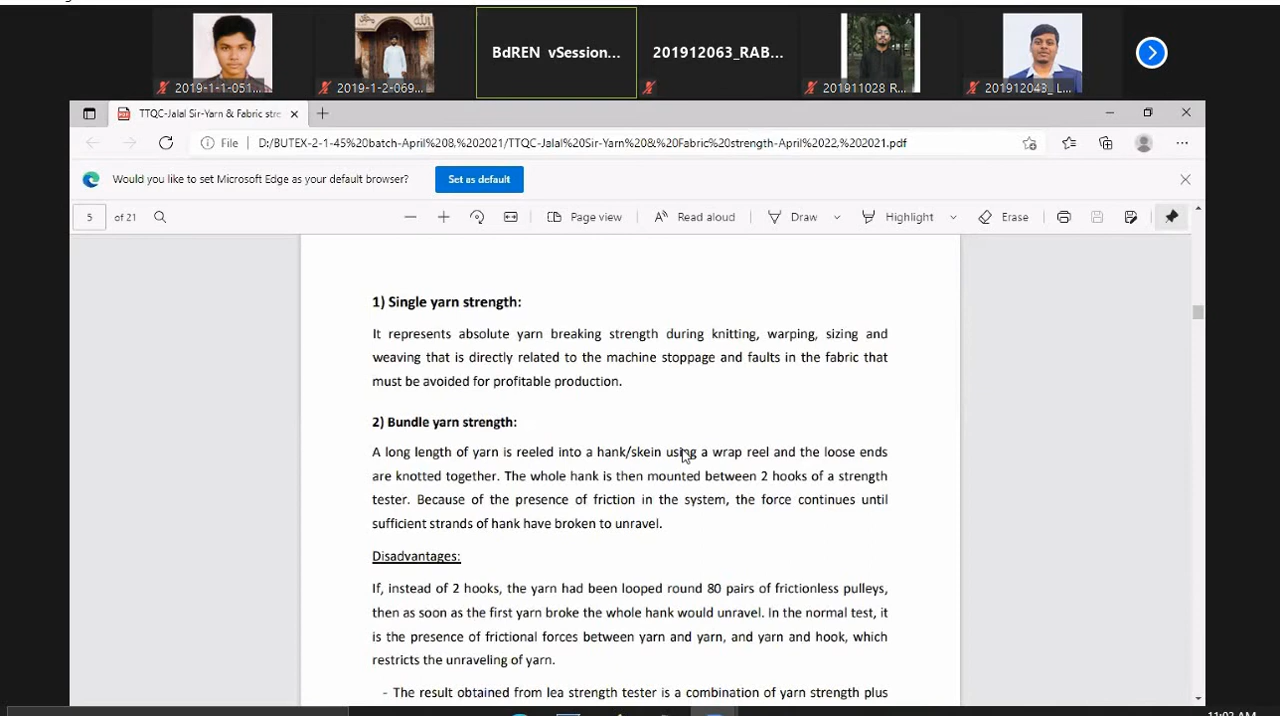 2019-1-1-051...
2019-1-2-069...
BdREN vSession...
201912063_RAB...
201911028 R...
201912043_ L...
TTQC-Jalal Sir-Yarn & Fabric stre
File
D:/BUTEX-2-1-45%20batch-April%208,%202021/TTQC-Jalal%20Sir-Yarn%20&%20Fabric%20strength-April%2022,%202021.pdf
Would you like to set Microsoft Edge as your default browser?
Set as default
5 of 21
Page view
Read aloud
Draw
Highlight
Erase
1) Single yarn strength:
It represents absolute yarn breaking strength during knitting, warping, sizing and
weaving that is directly related to the machine stoppage and faults in the fabric that
must be avoided for profitable production.
2) Bundle yarn strength:
A long length of yarn is reeled into a hank/skein using a wrap reel and the loose ends
are knotted together. The whole hank is then mounted between 2 hooks of a strength
tester. Because of the presence of friction in the system, the force continues until
sufficient strands of hank have broken to unravel.
Disadvantages:
If, instead of 2 hooks, the yarn had been looped round 80 pairs of frictionless pulleys,
then as soon as the first yarn broke the whole hank would unravel. In the normal test, it
is the presence of frictional forces between yarn and yarn, and yarn and hook, which
restricts the unraveling of yarn.
- The result obtained from lea strength tester is a combination of yarn strength plus